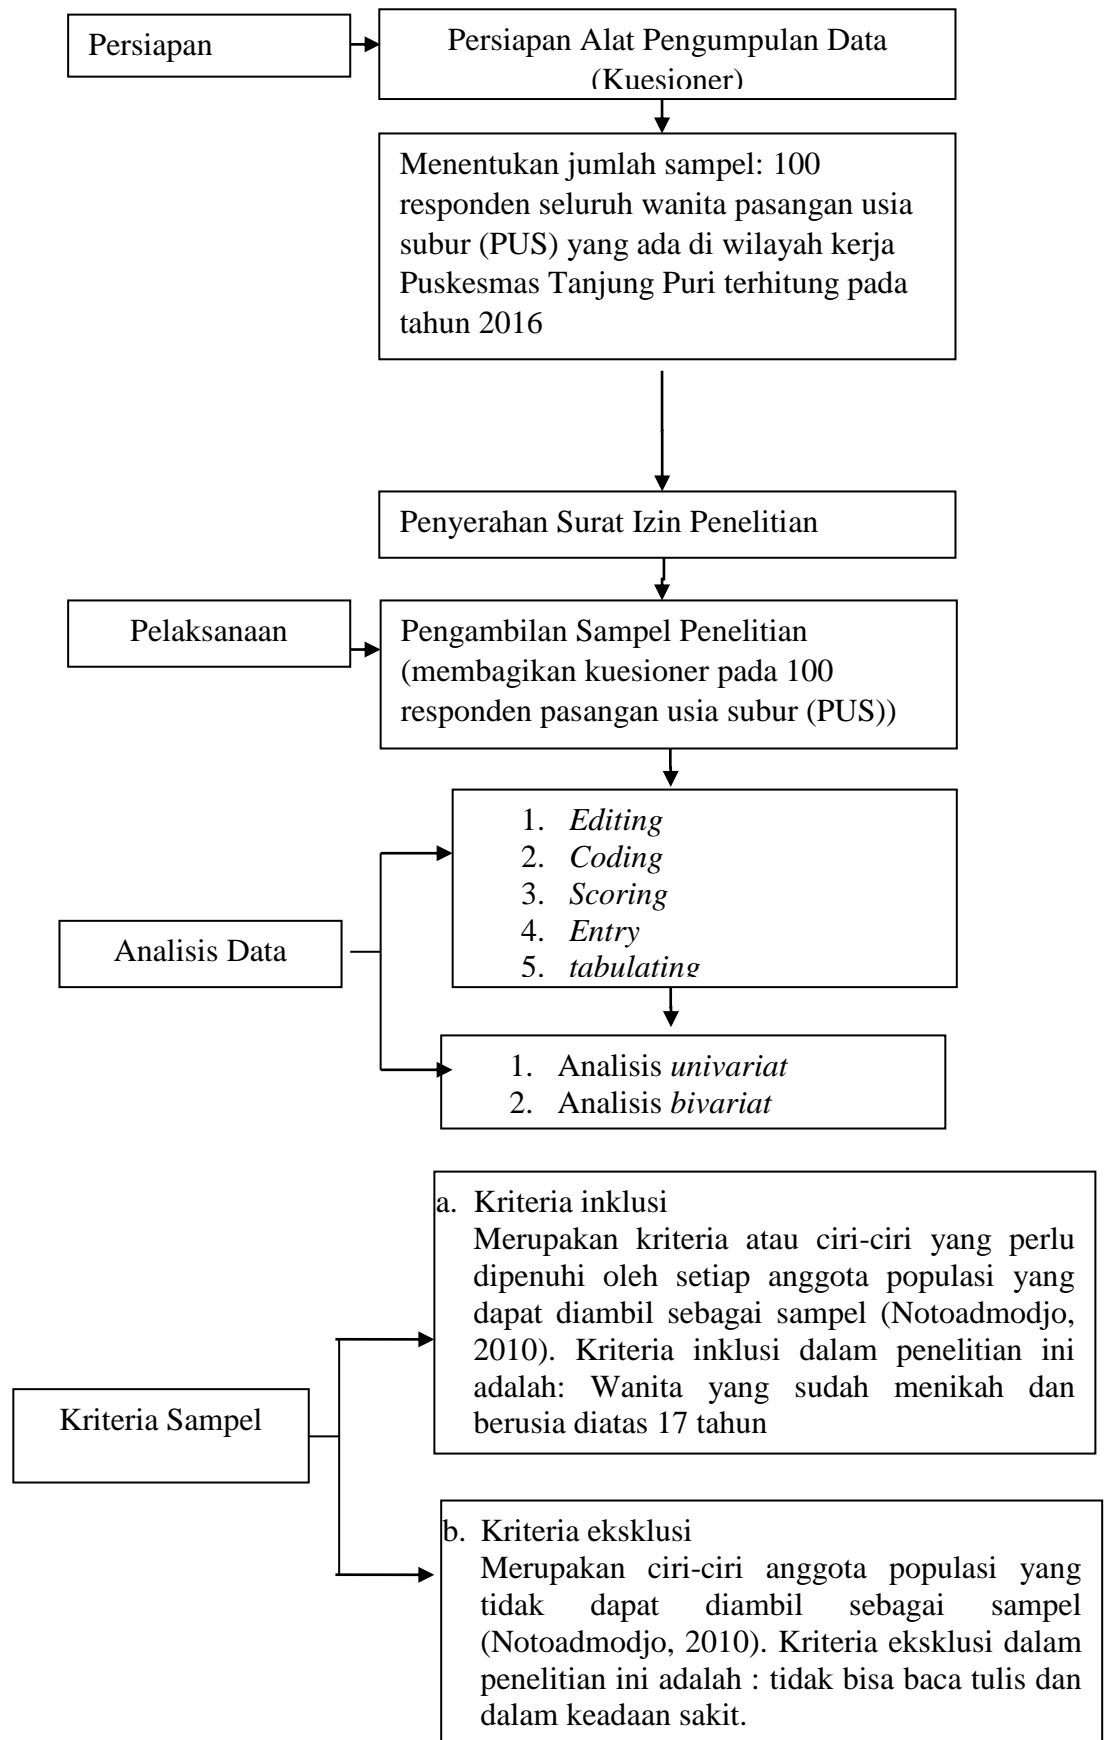 Persiapan
Persiapan Alat Pengumpulan Data
(Kuesioner)
Menentukan jumlah sampel: 100
responden seluruh wanita pasangan usia
subur (PUS) yang ada di wilayah kerja
Puskesmas Tanjung Puri terhitung pada
tahun 2016
Penyerahan Surat Izin Penelitian
Pelaksanaan
Pengambilan Sampel Penelitian
(membagikan kuesioner pada 100
responden pasangan usia subur (PUS))
Analisis Data
1. Editing
2. Coding
3. Scoring
4. Entry
5. tabulating
1. Analisis univariat
2. Analisis bivariat
Kriteria Sampel
a. Kriteria inklusi
Merupakan kriteria atau ciri-ciri yang perlu
dipenuhi oleh setiap anggota populasi yang
dapat diambil sebagai sampel (Notoadmodjo,
2010). Kriteria inklusi dalam penelitian ini
adalah: Wanita yang sudah menikah dan
berusia diatas 17 tahun
b. Kriteria eksklusi
Merupakan ciri-ciri anggota populasi yang
tidak dapat diambil sebagai sampel
(Notoadmodjo, 2010). Kriteria eksklusi dalam
penelitian ini adalah : tidak bisa baca tulis dan
dalam keadaan sakit.